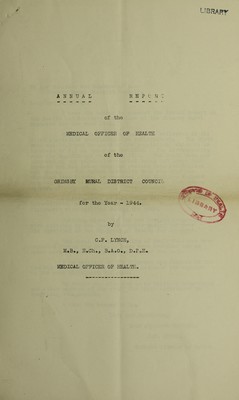 LIBRARY
ANNUAL REPORT
of the
MEDICAL OFFICER OF HEALTH
of the
RURAL DISTRICT COUNCIL
for the Year - 1944.
by
C.P. LYNCH,
M.B., B.Ch., B.A.O., D.P.H.
MEDICAL OFFICER OF HEALTH.
LIBRARY